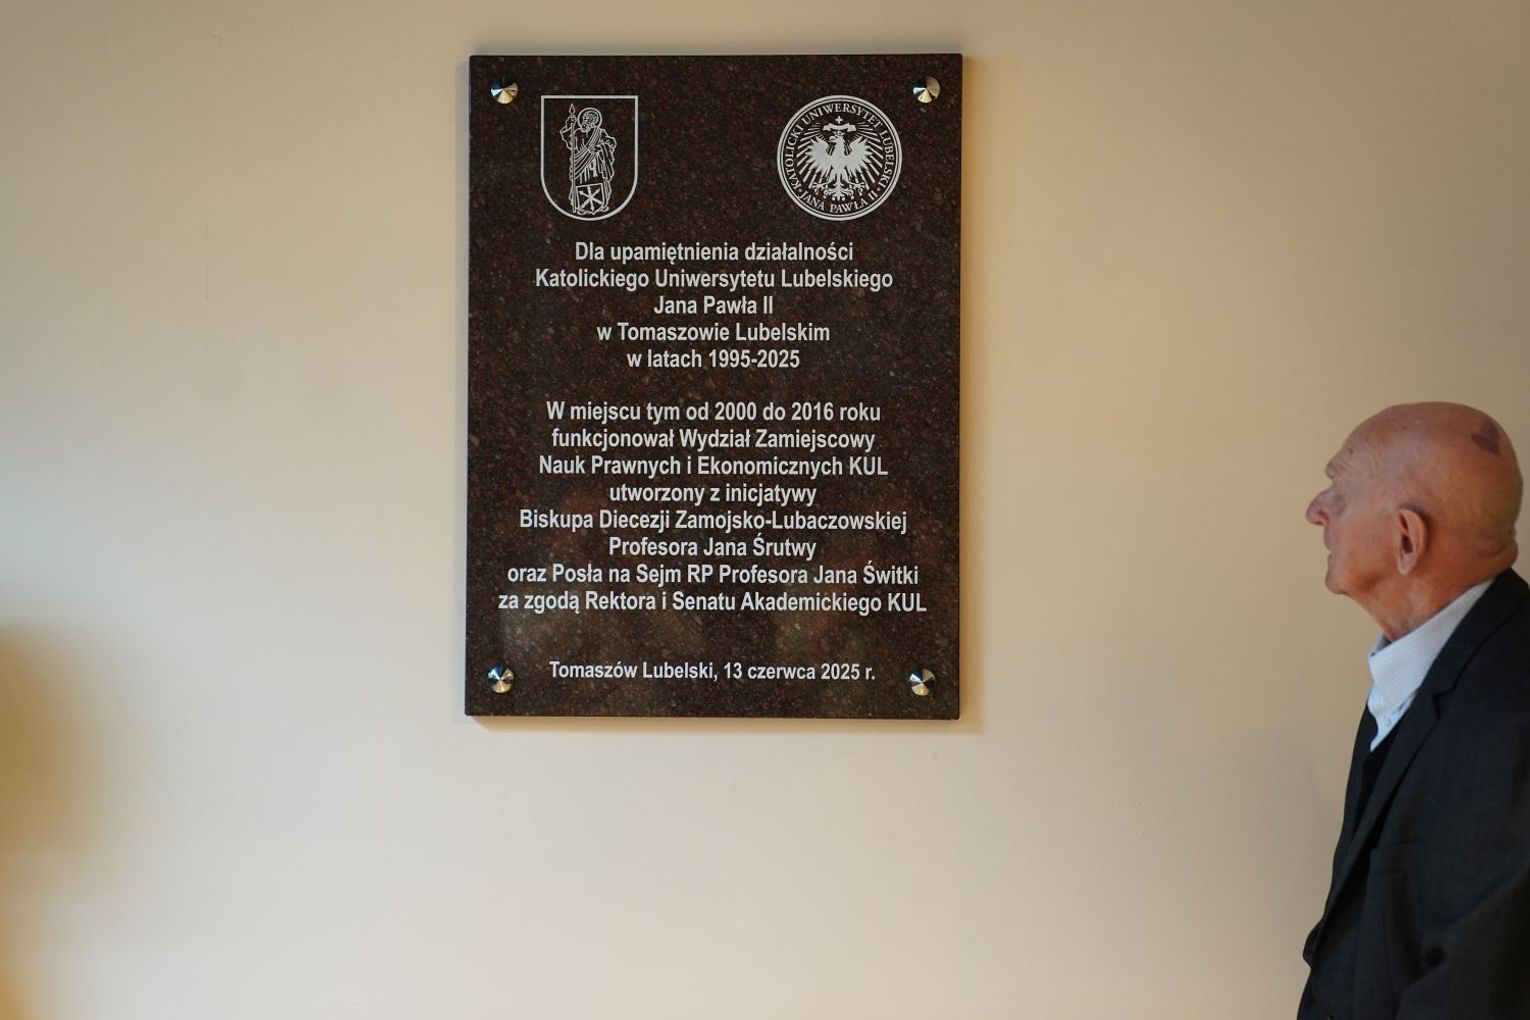 KATOLICKI UNIWERSYTET LUBELSKI
JANA PAWŁA II
Dla upamiętnienia działalności
Katolickiego Uniwersytetu Lubelskiego
Jana Pawła II
w Tomaszowie Lubelskim
w latach 1995-2025
W miejscu tym od 2000 do 2016 roku
funkcjonował Wydział Zamiejscowy
Nauk Prawnych i Ekonomicznych KUL
utworzony z inicjatywy
Biskupa Diecezji Zamojsko-Lubaczowskiej
Profesora Jana Śrutwy
oraz Posła na Sejm RP Profesora Jana Świtki
za zgodą Rektora i Senatu Akademickiego KUL
Tomaszów Lubelski, 13 czerwca 2025 r.